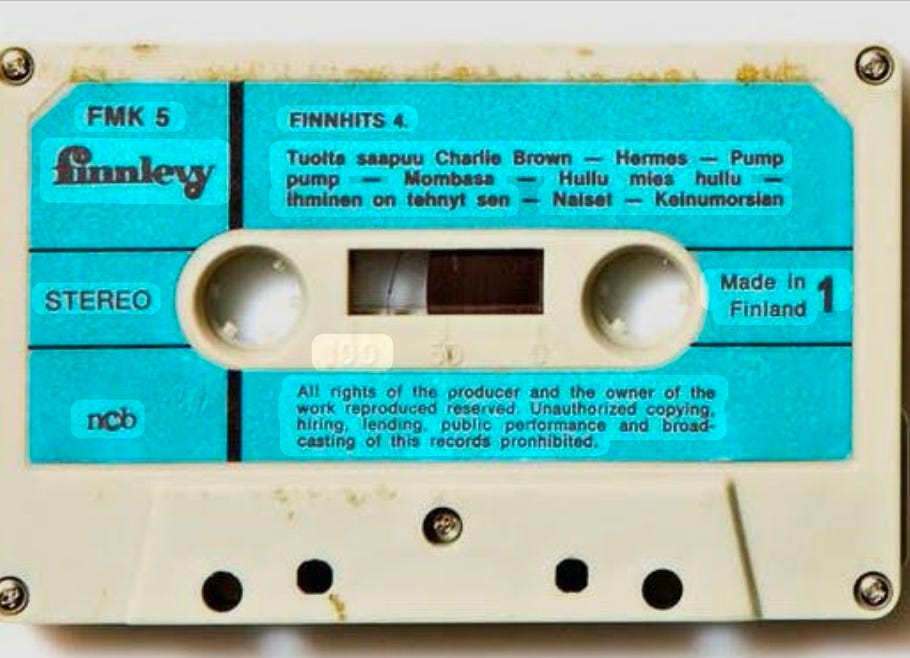 FMK 5
finnlevy
FINNHITS 4.
Tuolta saapuu Charlie Brown — Hermes — Pump
pump — Mombasa — Hullu mies hullu —
Ihminen on tehnyt sen — Naiset — Keinumorsian
STEREO
Made in
Finland
1
100 50 0
ncb
All rights of the producer and the owner of the
work reproduced reserved. Unauthorized copying,
hiring, lending, public performance and broad-
casting of this records pronhibited.